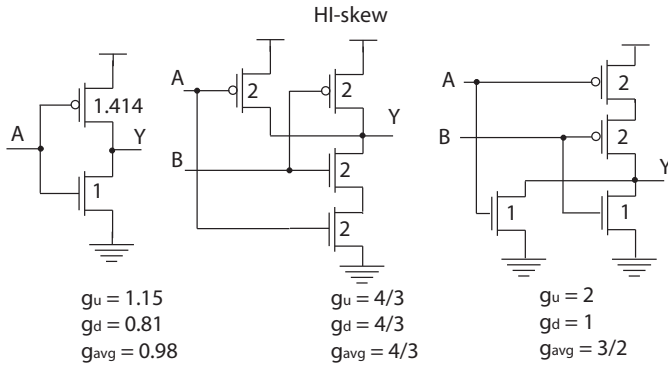 HI-skew
A
1.414
1
Y
gu = 1.15
gd = 0.81
gavg = 0.98
A
B
2
2
2
2
Y
gu = 4/3
gd = 4/3
gavg = 4/3
A
B
2
2
1
1
Y
gu = 2
gd = 1
gavg = 3/2